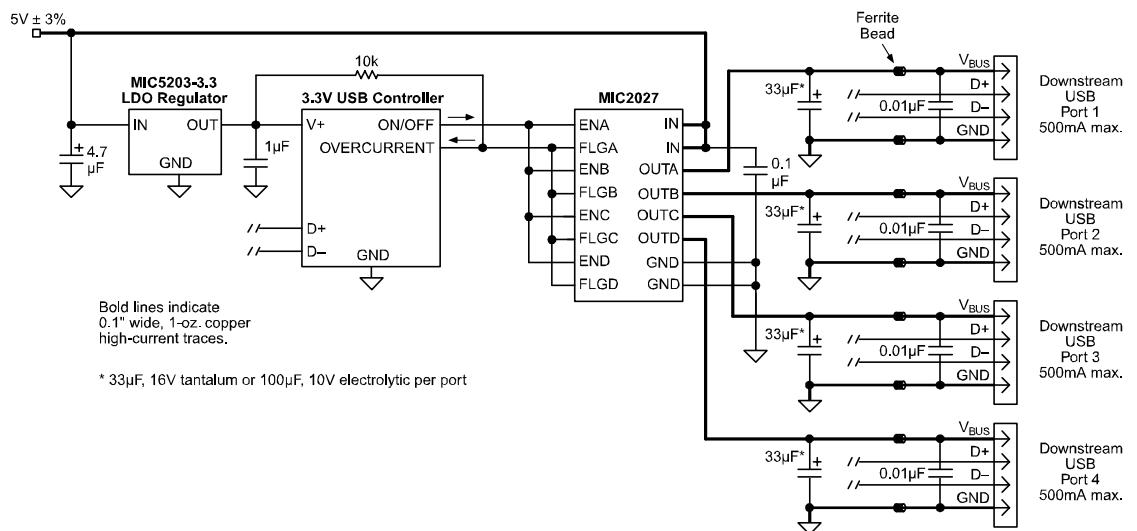 5V ± 3%
MIC5203-3.3
LDO Regulator
IN
OUT
GND
4.7
µF
+
1µF
10k
3.3V USB Controller
V+
ON/OFF
OVERCURRENT
D+
D–
GND
MIC2027
ENA
FLGA
ENB
FLGB
ENC
FLGC
END
FLGD
IN
IN
OUTA
OUTB
OUTC
OUTD
GND
GND
0.1
µF
Ferrite
Bead
VBUS
D+
D–
GND
33µF*
+
0.01µF
Downstream
USB
Port 1
500mA max.
VBUS
D+
D–
GND
33µF*
+
0.01µF
Downstream
USB
Port 2
500mA max.
VBUS
D+
D–
GND
33µF*
+
0.01µF
Downstream
USB
Port 3
500mA max.
VBUS
D+
D–
GND
33µF*
+
0.01µF
Downstream
USB
Port 4
500mA max.
Bold lines indicate
0.1" wide, 1-oz. copper
high-current traces.
* 33µF, 16V tantalum or 100µF, 10V electrolytic per port